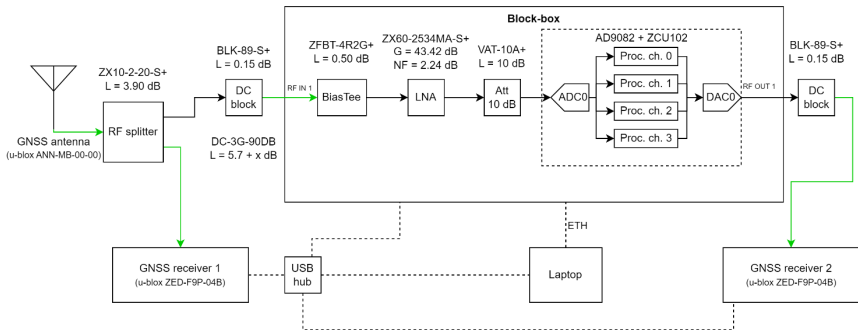 Block-box
ZX10-2-20-S+
L = 3.90 dB
BLK-89-S+
L = 0.15 dB
ZFBT-4R2G+
L = 0.50 dB
ZX60-2534MA-S+
G = 43.42 dB
NF = 2.24 dB
VAT-10A+
L = 10 dB
AD9082 + ZCU102
BLK-89-S+
L = 0.15 dB
GNSS antenna
(u-blox ANN-MB-00-00)
RF splitter
DC
block
RF IN 1
BiasTee
LNA
Att
10 dB
ADC0
Proc. ch. 0
Proc. ch. 1
Proc. ch. 2
Proc. ch. 3
DAC0
RF OUT 1
DC
block
DC-3G-90DB
L = 5.7 + x dB
ETH
GNSS receiver 1
(u-blox ZED-F9P-04B)
USB
hub
Laptop
GNSS receiver 2
(u-blox ZED-F9P-04B)